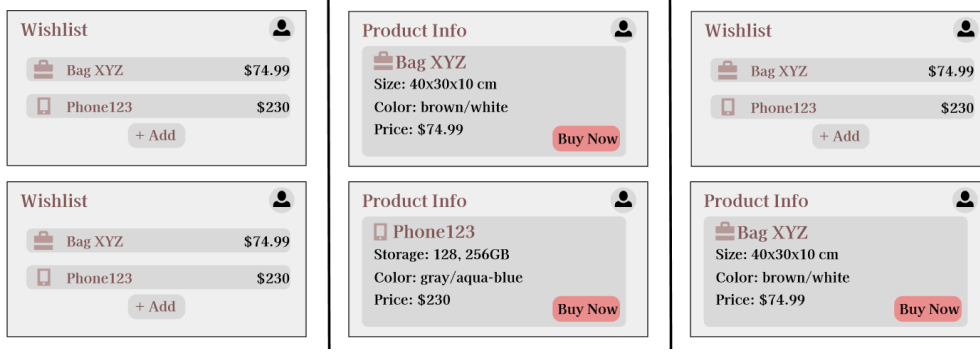 Wishlist
Bag XYZ $74.99
Phone123 $230
+ Add
Wishlist
Bag XYZ $74.99
Phone123 $230
+ Add
Product Info
Bag XYZ
Size: 40x30x10 cm
Color: brown/white
Price: $74.99
Buy Now
Product Info
Phone123
Storage: 128, 256GB
Color: gray/aqua-blue
Price: $230
Buy Now
Wishlist
Bag XYZ $74.99
Phone123 $230
+ Add
Product Info
Bag XYZ
Size: 40x30x10 cm
Color: brown/white
Price: $74.99
Buy Now